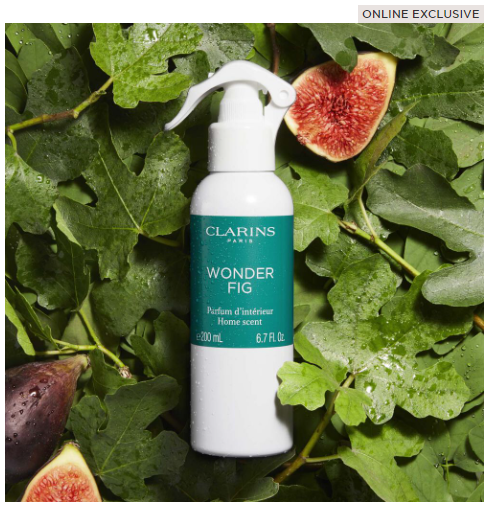 ONLINE EXCLUSIVE
CLARINS
PARIS
WONDER
FIG
Parfum d'intérieur
Home scent
℮200 mL 6.7 Fl. Oz.